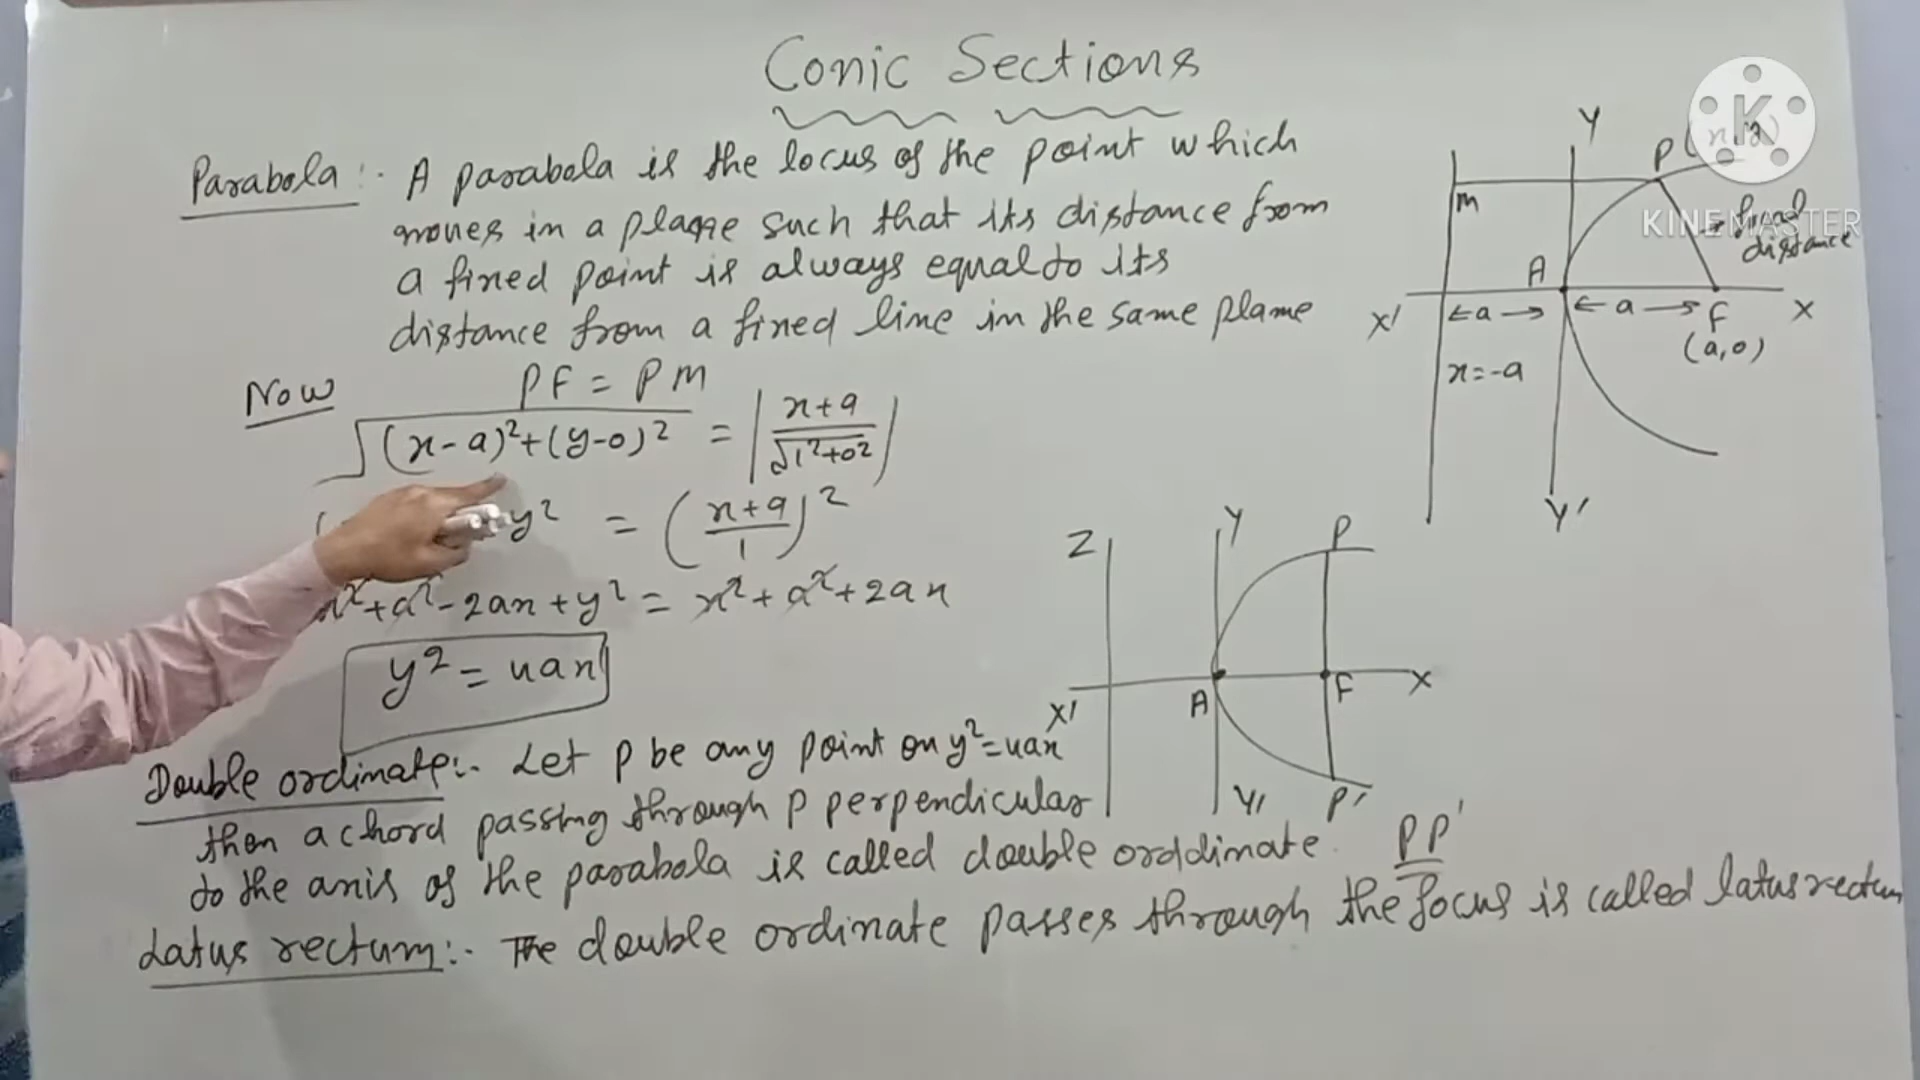 Conic Sections
Parabola :- A parabola is the locus of the point which
moves in a plane such that its distance from
a fixed point is always equal to its
distance from a fixed line in the same plane
Now PF = PM
√(x-a)²+(y-0)² = |x+a / √1²+0²|
y² = (x+a / 1)²
x²+a²-2ax+y² = x²+a²+2ax
y² = 4ax
Double ordinate:- Let P be any point on y²=4ax
then a chord passing through P perpendicular
to the axis of the parabola is called double orddimate. PP'
Latus rectum:- The double ordinate passes through the focus is called latus rectum
Y
P(
M
focal
distance
A
X'
←a→
←a→
F
X
(a,0)
x=-a
Y'
Z
Y
P
A
F
X
X'
Y'
P'
K
KINEMASTER